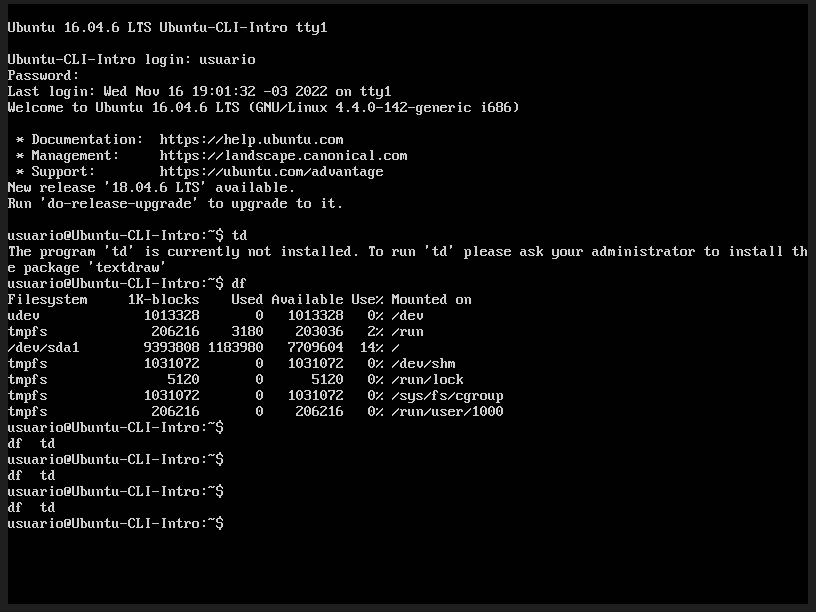 Ubuntu 16.04.6 LTS Ubuntu-CLI-Intro tty1
Ubuntu-CLI-Intro login: usuario
Password:
Last login: Wed Nov 16 19:01:32 -03 2022 on tty1
Welcome to Ubuntu 16.04.6 LTS (GNU/Linux 4.4.0-142-generic i686)
* Documentation:  https://help.ubuntu.com
* Management:     https://landscape.canonical.com
* Support:        https://ubuntu.com/advantage
New release '18.04.6 LTS' available.
Run 'do-release-upgrade' to upgrade to it.
usuario@Ubuntu-CLI-Intro:~$ td
The program 'td' is currently not installed. To run 'td' please ask your administrator to install th
e package 'textdraw'
usuario@Ubuntu-CLI-Intro:~$ df
Filesystem     1K-blocks    Used Available Use% Mounted on
udev             1013328       0   1013328   0% /dev
tmpfs             206216    3180    203036   2% /run
/dev/sda1        9393808 1183980   7709604  14% /
tmpfs            1031072       0   1031072   0% /dev/shm
tmpfs               5120       0      5120   0% /run/lock
tmpfs            1031072       0   1031072   0% /sys/fs/cgroup
tmpfs             206216       0    206216   0% /run/user/1000
usuario@Ubuntu-CLI-Intro:~$
df  td
usuario@Ubuntu-CLI-Intro:~$
df  td
usuario@Ubuntu-CLI-Intro:~$
df  td
usuario@Ubuntu-CLI-Intro:~$